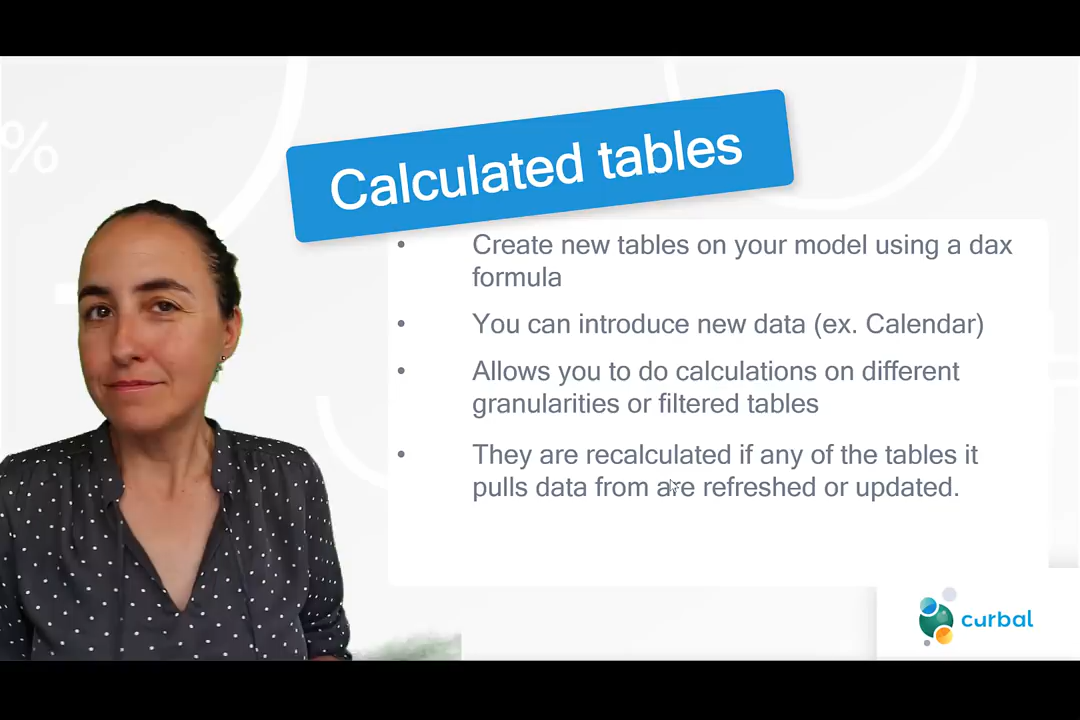 %
Calculated tables
• Create new tables on your model using a dax
formula
• You can introduce new data (ex. Calendar)
• Allows you to do calculations on different
granularities or filtered tables
• They are recalculated if any of the tables it
pulls data from are refreshed or updated.
curbal